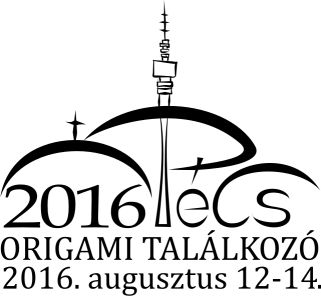 2016 Pécs
ORIGAMI TALÁLKOZÓ
2016. augusztus 12-14.